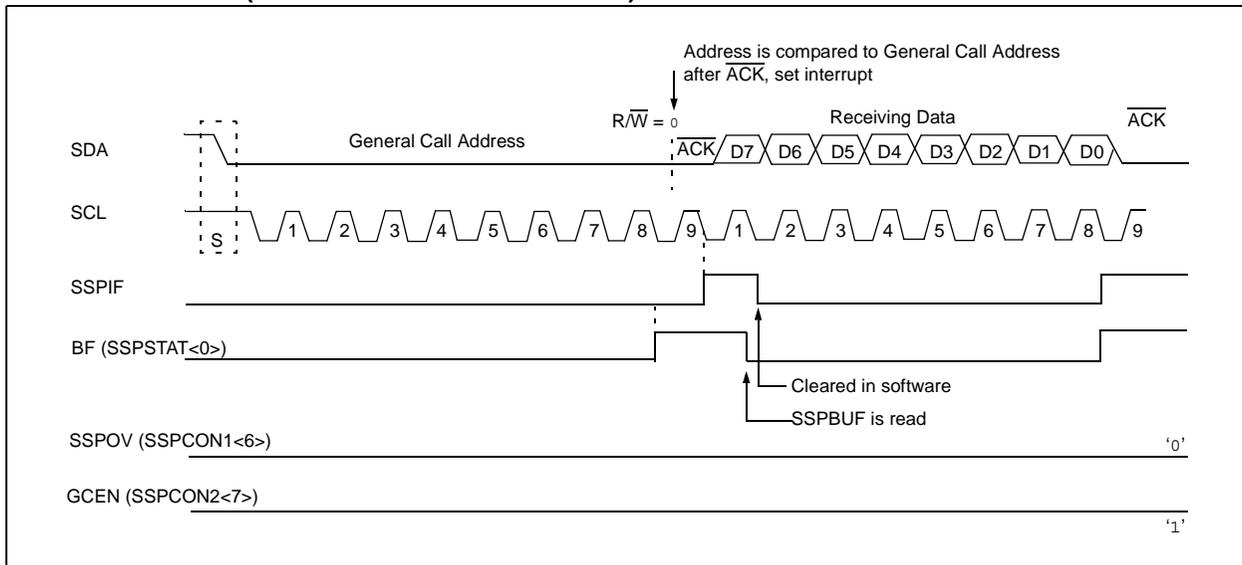 Address is compared to General Call Address
after ACK, set interrupt
R/W = 0
Receiving Data
ACK
General Call Address
SDA
ACK
D7 D6 D5 D4 D3 D2 D1 D0
SCL
S
1 2 3 4 5 6 7 8 9 1 2 3 4 5 6 7 8 9
SSPIF
BF (SSPSTAT<0>)
Cleared in software
SSPBUF is read
SSPOV (SSPCON1<6>)
‘0’
GCEN (SSPCON2<7>)
‘1’